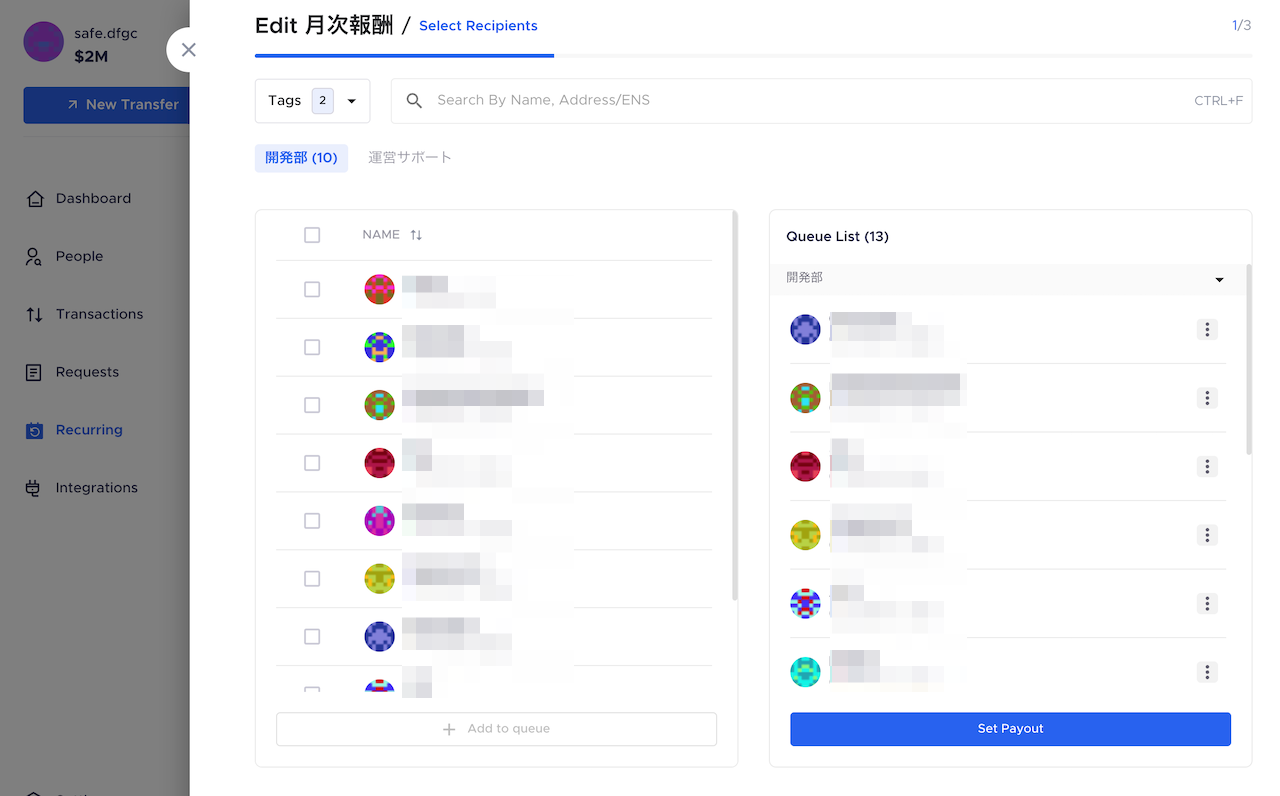 safe.dfgc
$2M
New Transfer
Dashboard
People
Transactions
Requests
Recurring
Integrations
Edit 月次報酬 / Select Recipients
1/3
Tags 2
Search By Name, Address/ENS
CTRL+F
開発部 (10)
運営サポート
NAME
Add to queue
Queue List (13)
開発部
Set Payout